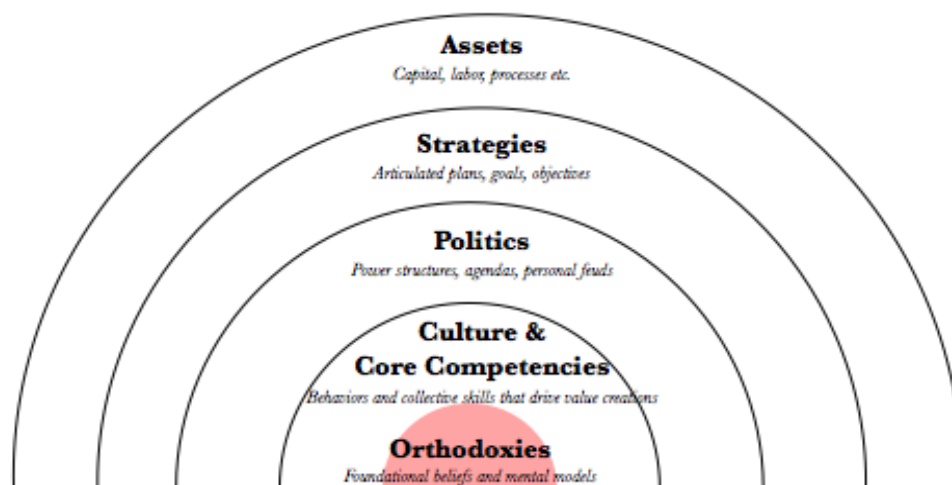 Assets
Capital, labor, processes etc.
Strategies
Articulated plans, goals, objectives
Politics
Power structures, agendas, personal feuds
Culture &
Core Competencies
Behaviors and collective skills that drive value creations
Orthodoxies
Foundational beliefs and mental models